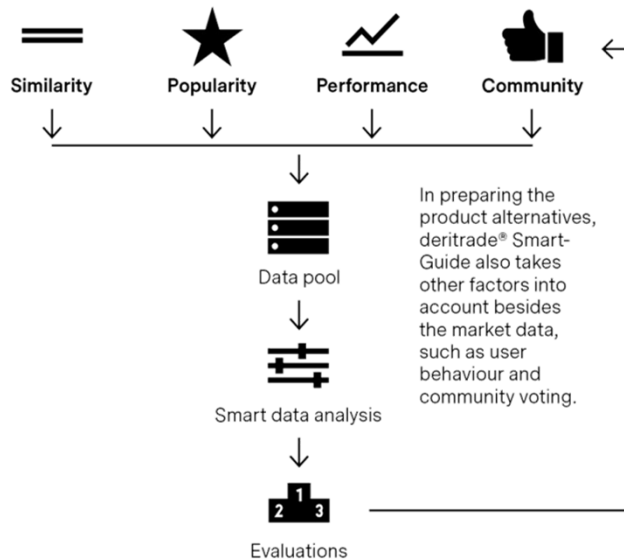 Similarity
Popularity
Performance
Community
In preparing the
product alternatives,
deritrade® Smart-
Guide also takes
other factors into
account besides
the market data,
such as user
behaviour and
community voting.
Data pool
Smart data analysis
1
2 3
Evaluations